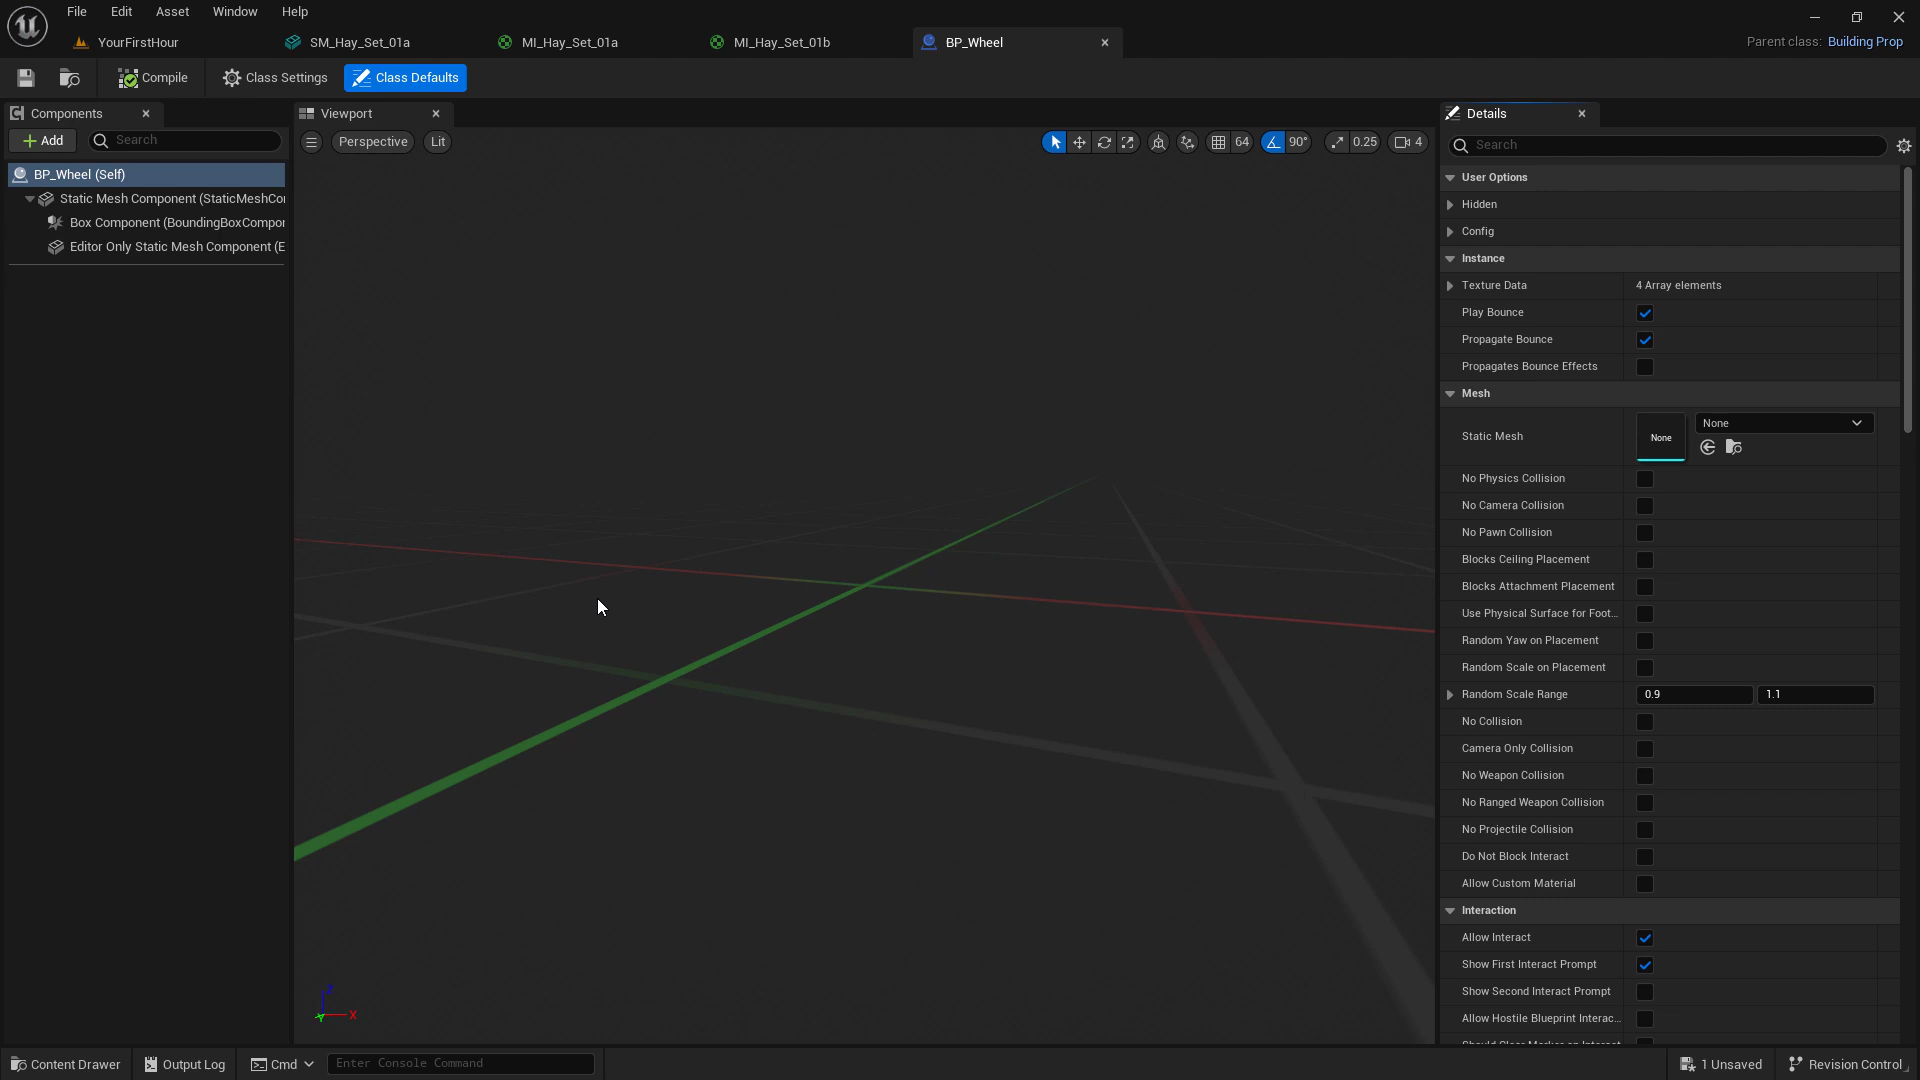 File Edit Asset Window Help
YourFirstHour SM_Hay_Set_01a MI_Hay_Set_01a MI_Hay_Set_01b BP_Wheel Parent class: Building Prop
Compile Class Settings Class Defaults
Components Viewport Details
Add Search Perspective Lit 64 90° 0.25 4 Search
BP_Wheel (Self)
Static Mesh Component (StaticMeshCo
Box Component (BoundingBoxCompor
Editor Only Static Mesh Component (E
User Options
Hidden
Config
Instance
Texture Data 4 Array elements
Play Bounce
Propagate Bounce
Propagates Bounce Effects
Mesh
Static Mesh None None
No Physics Collision
No Camera Collision
No Pawn Collision
Blocks Ceiling Placement
Blocks Attachment Placement
Use Physical Surface for Foot...
Random Yaw on Placement
Random Scale on Placement
Random Scale Range 0.9 1.1
No Collision
Camera Only Collision
No Weapon Collision
No Ranged Weapon Collision
No Projectile Collision
Do Not Block Interact
Allow Custom Material
Interaction
Allow Interact
Show First Interact Prompt
Show Second Interact Prompt
Allow Hostile Blueprint Interac...
Z
Y X
Content Drawer Output Log Cmd Enter Console Command 1 Unsaved Revision Control